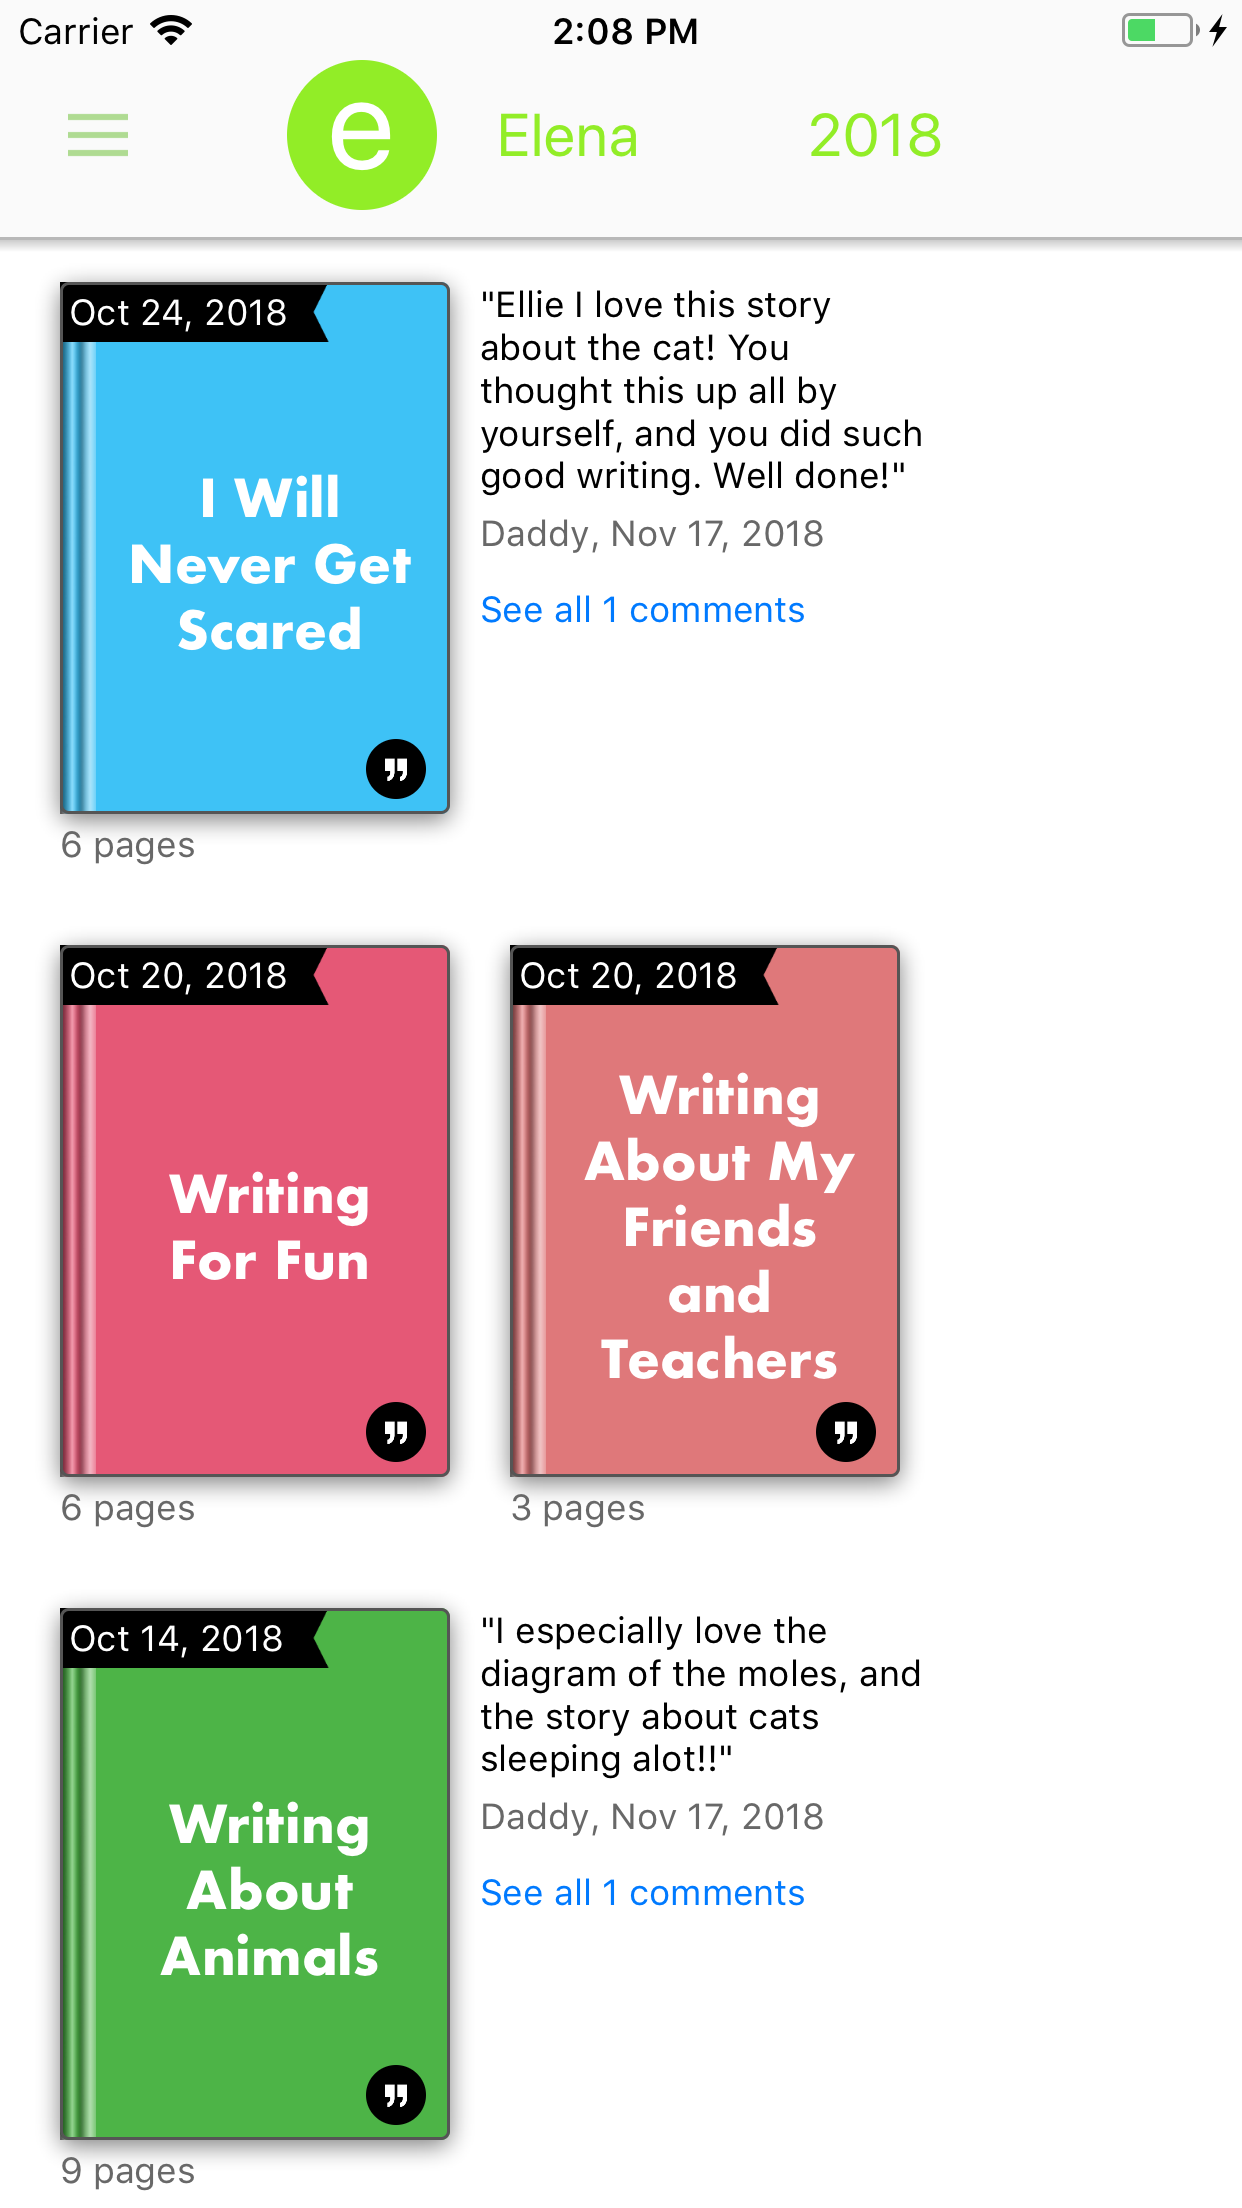 Carrier 2:08 PM
e Elena 2018
Oct 24, 2018
I Will
Never Get
Scared
6 pages
"Ellie I love this story
about the cat! You
thought this up all by
yourself, and you did such
good writing. Well done!"
Daddy, Nov 17, 2018
See all 1 comments
Oct 20, 2018
Writing
For Fun
6 pages
Oct 20, 2018
Writing
About My
Friends
and
Teachers
3 pages
Oct 14, 2018
Writing
About
Animals
9 pages
"I especially love the
diagram of the moles, and
the story about cats
sleeping alot!!"
Daddy, Nov 17, 2018
See all 1 comments